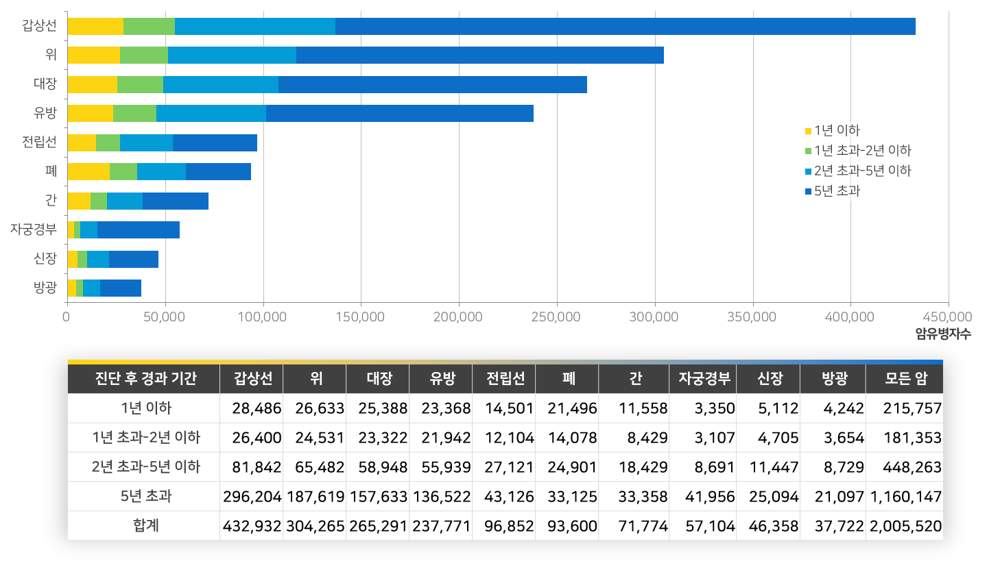 갑상선
위
대장
유방
전립선
폐
간
자궁경부
신장
방광
1년 이하
1년 초과-2년 이하
2년 초과-5년 이하
5년 초과
0 50,000 100,000 150,000 200,000 250,000 300,000 350,000 400,000 450,000
암유병자수
진단 후 경과 기간 갑상선 위 대장 유방 전립선 폐 간 자궁경부 신장 방광 모든 암
1년 이하 28,486 26,633 25,388 23,368 14,501 21,496 11,558 3,350 5,112 4,242 215,757
1년 초과-2년 이하 26,400 24,531 23,322 21,942 12,104 14,078 8,429 3,107 4,705 3,654 181,353
2년 초과-5년 이하 81,842 65,482 58,948 55,939 27,121 24,901 18,429 8,691 11,447 8,729 448,263
5년 초과 296,204 187,619 157,633 136,522 43,126 33,125 33,358 41,956 25,094 21,097 1,160,147
합계 432,932 304,265 265,291 237,771 96,852 93,600 71,774 57,104 46,358 37,722 2,005,520